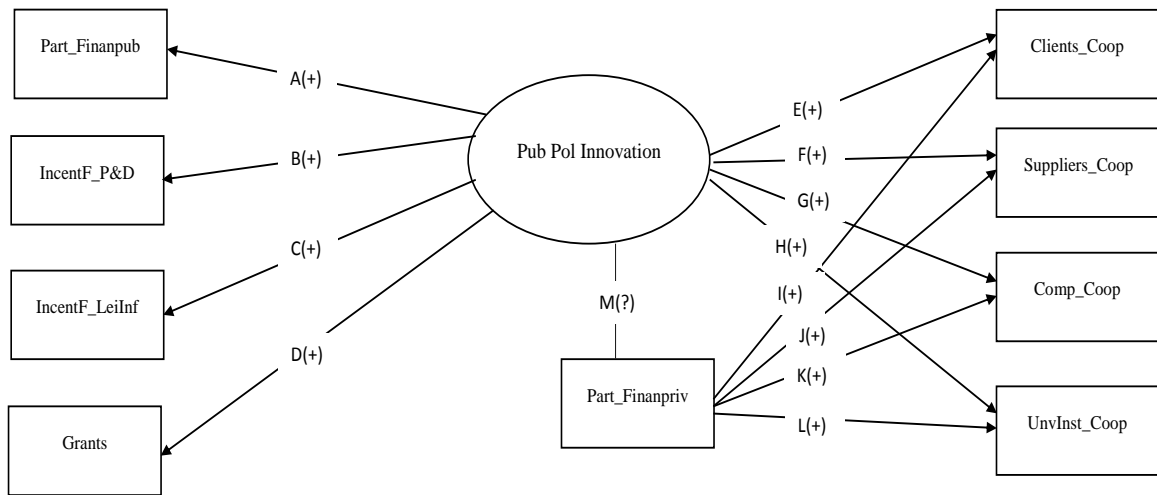 Part_Finanpub
Clients_Coop
A(+)
E(+)
Pub Pol Innovation
IncentF_P&D
B(+)
F(+)
Suppliers_Coop
G(+)
C(+)
H(+)
IncentF_LeiInf
M(?)
I(+)
Comp_Coop
J(+)
D(+)
K(+)
Part_Finanpriv
L(+)
UnvInst_Coop
Grants